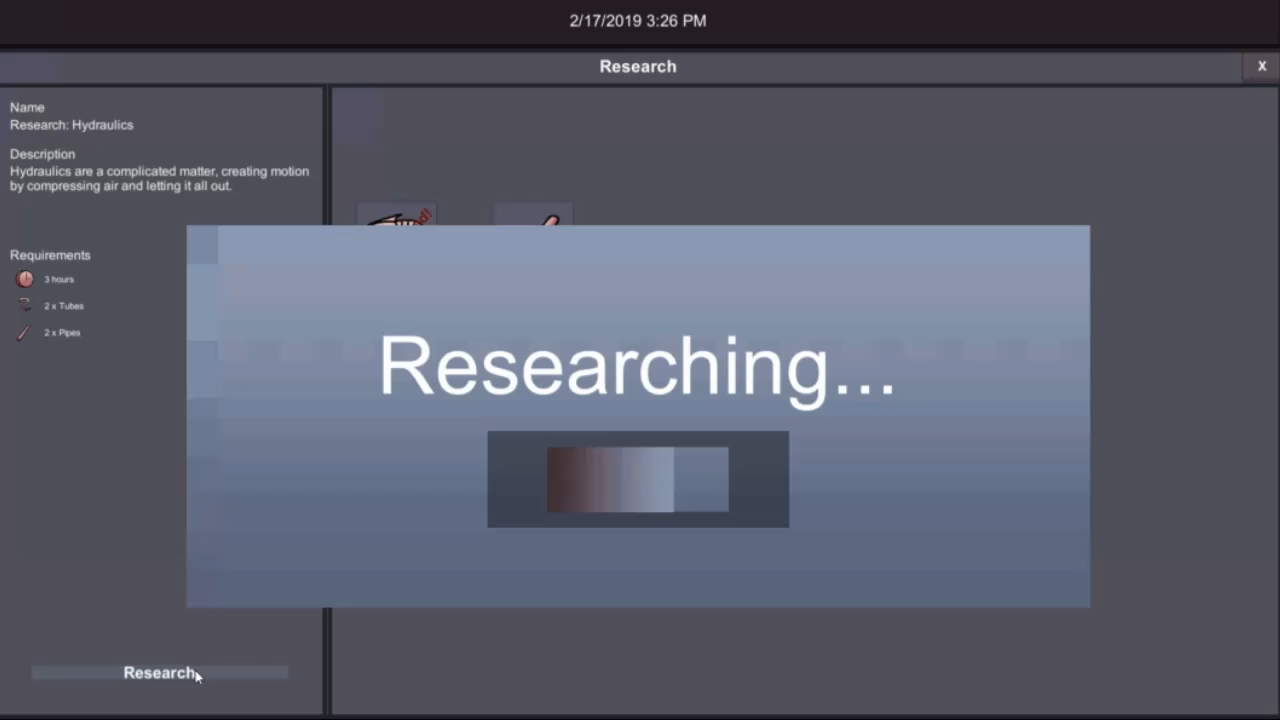 2/17/2019 3:26 PM
Research
X
Name
Research: Hydraulics
Description
Hydraulics are a complicated matter, creating motion
by compressing air and letting it all out.
Requirements
3 hours
2 x Tubes
2 x Pipes
Researching...
Research